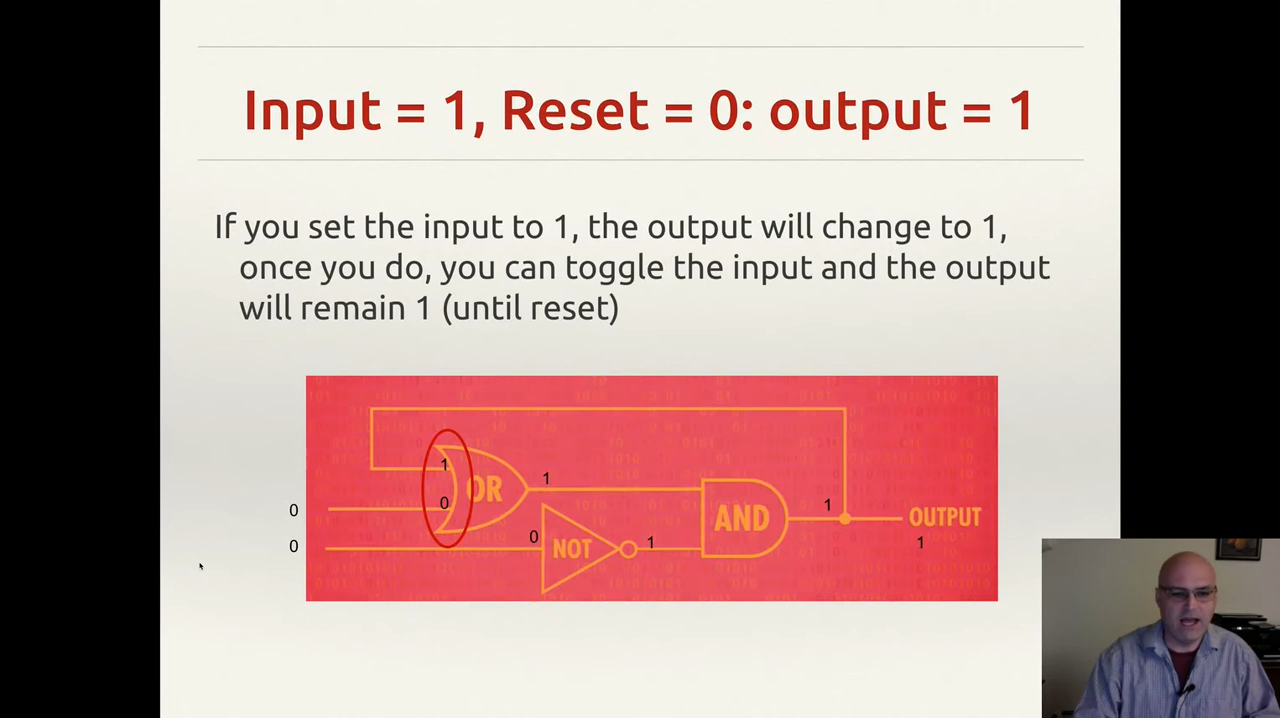 Input = 1, Reset = 0: output = 1
If you set the input to 1, the output will change to 1,
once you do, you can toggle the input and the output
will remain 1 (until reset)
1
OR
1
0
0
1
AND
OUTPUT
1
0
0
NOT
1